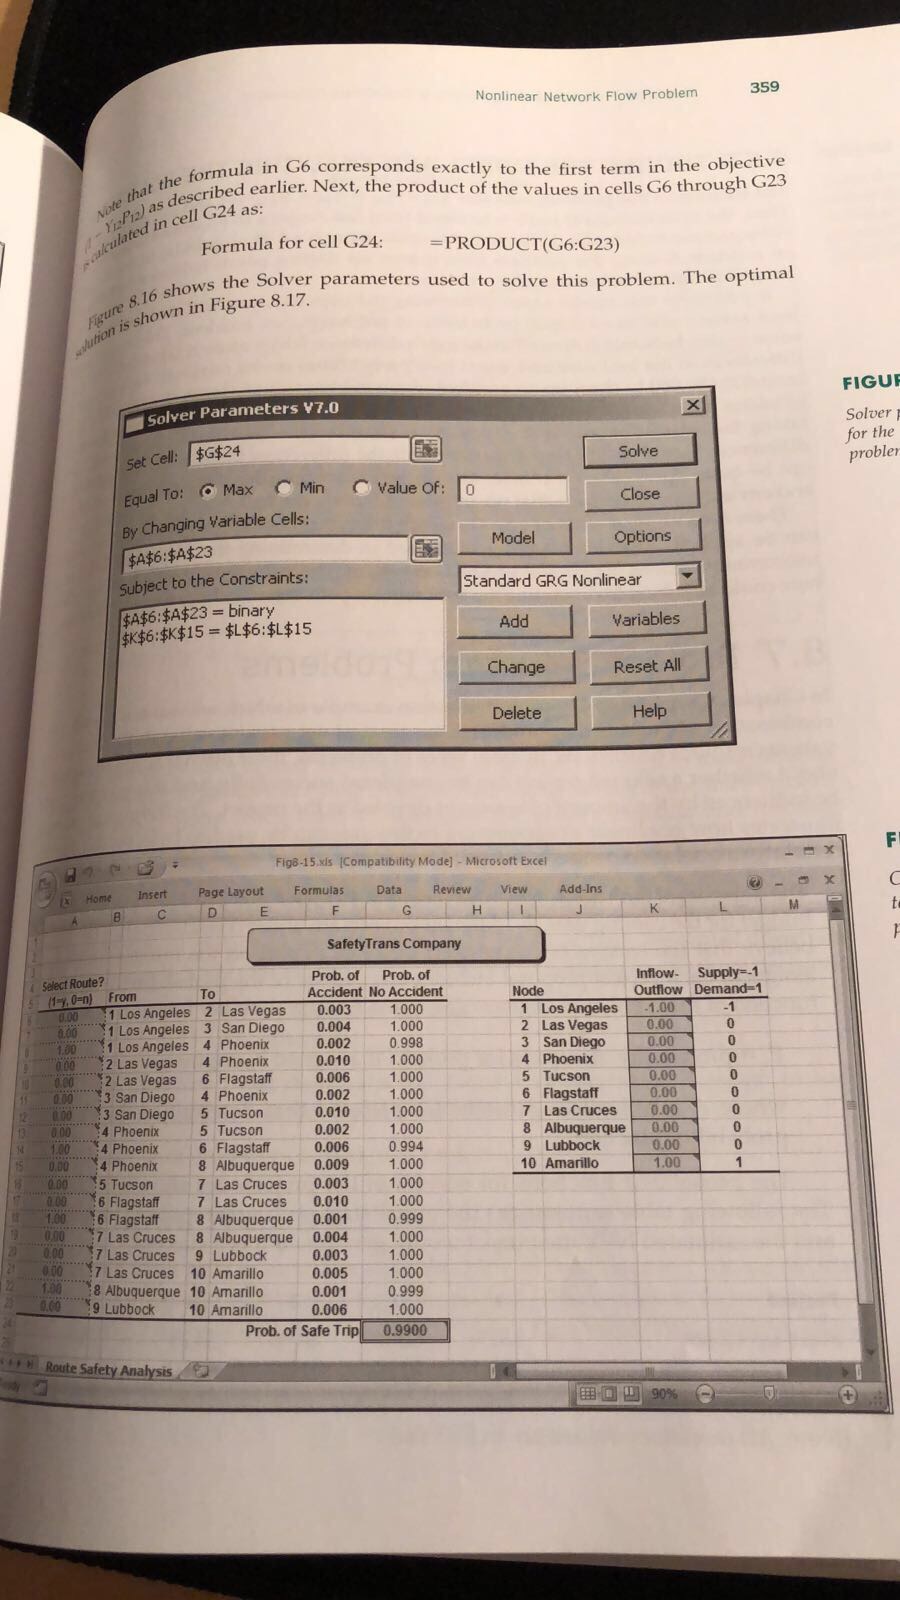 Nonlinear Network Flow Problem 359
Note that the formula in G6 corresponds exactly to the first term in the objective
(1 – Y12P12) as described earlier. Next, the product of the values in cells G6 through G23
is calculated in cell G24 as:
Formula for cell G24: =PRODUCT(G6:G23)
Figure 8.16 shows the Solver parameters used to solve this problem. The optimal
solution is shown in Figure 8.17.
FIGUR
Solver p
for the
problem
Solver Parameters V7.0
Set Cell: $G$24 Solve
Equal To: Max Min Value Of: 0 Close
By Changing Variable Cells: Model Options
$A$6:$A$23
Subject to the Constraints: Standard GRG Nonlinear
$A$6:$A$23 = binary Add Variables
$K$6:$K$15 = $L$6:$L$15
Change Reset All
Delete Help
Fig8-15.xls [Compatibility Mode] - Microsoft Excel
Home Insert Page Layout Formulas Data Review View Add-Ins
A B C D E F G H I J K L M
SafetyTrans Company
Select Route? Prob. of Prob. of Inflow- Supply=-1
(1=y, 0=n) From To Accident No Accident Node Outflow Demand=1
0.00 1 Los Angeles 2 Las Vegas 0.003 1.000 1 Los Angeles -1.00 -1
0.00 1 Los Angeles 3 San Diego 0.004 1.000 2 Las Vegas 0.00 0
1.00 1 Los Angeles 4 Phoenix 0.002 0.998 3 San Diego 0.00 0
0.00 2 Las Vegas 4 Phoenix 0.010 1.000 4 Phoenix 0.00 0
0.00 2 Las Vegas 6 Flagstaff 0.006 1.000 5 Tucson 0.00 0
0.00 3 San Diego 4 Phoenix 0.002 1.000 6 Flagstaff 0.00 0
0.00 3 San Diego 5 Tucson 0.010 1.000 7 Las Cruces 0.00 0
0.00 4 Phoenix 5 Tucson 0.002 1.000 8 Albuquerque 0.00 0
1.00 4 Phoenix 6 Flagstaff 0.006 0.994 9 Lubbock 0.00 0
0.00 4 Phoenix 8 Albuquerque 0.009 1.000 10 Amarillo 1.00 1
0.00 5 Tucson 7 Las Cruces 0.003 1.000
0.00 6 Flagstaff 7 Las Cruces 0.010 1.000
1.00 6 Flagstaff 8 Albuquerque 0.001 0.999
0.00 7 Las Cruces 8 Albuquerque 0.004 1.000
0.00 7 Las Cruces 9 Lubbock 0.003 1.000
0.00 7 Las Cruces 10 Amarillo 0.005 1.000
1.00 8 Albuquerque 10 Amarillo 0.001 0.999
0.00 9 Lubbock 10 Amarillo 0.006 1.000
Prob. of Safe Trip 0.9900
Route Safety Analysis
90%